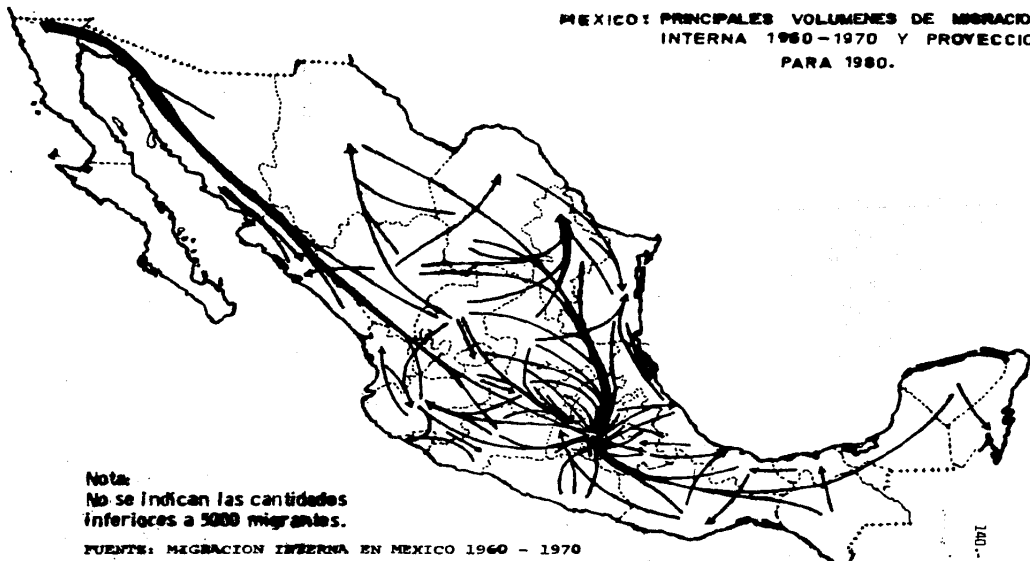 MEXICO: PRINCIPALES VOLUMENES DE MIGRACIO
INTERNA 1960-1970 Y PROYECCIO
PARA 1980.
Nota:
No se indican las cantidades
inferiores a 5000 migrantes.
FUENTE: MIGRACION INTERNA EN MEXICO 1960 - 1970
140.-